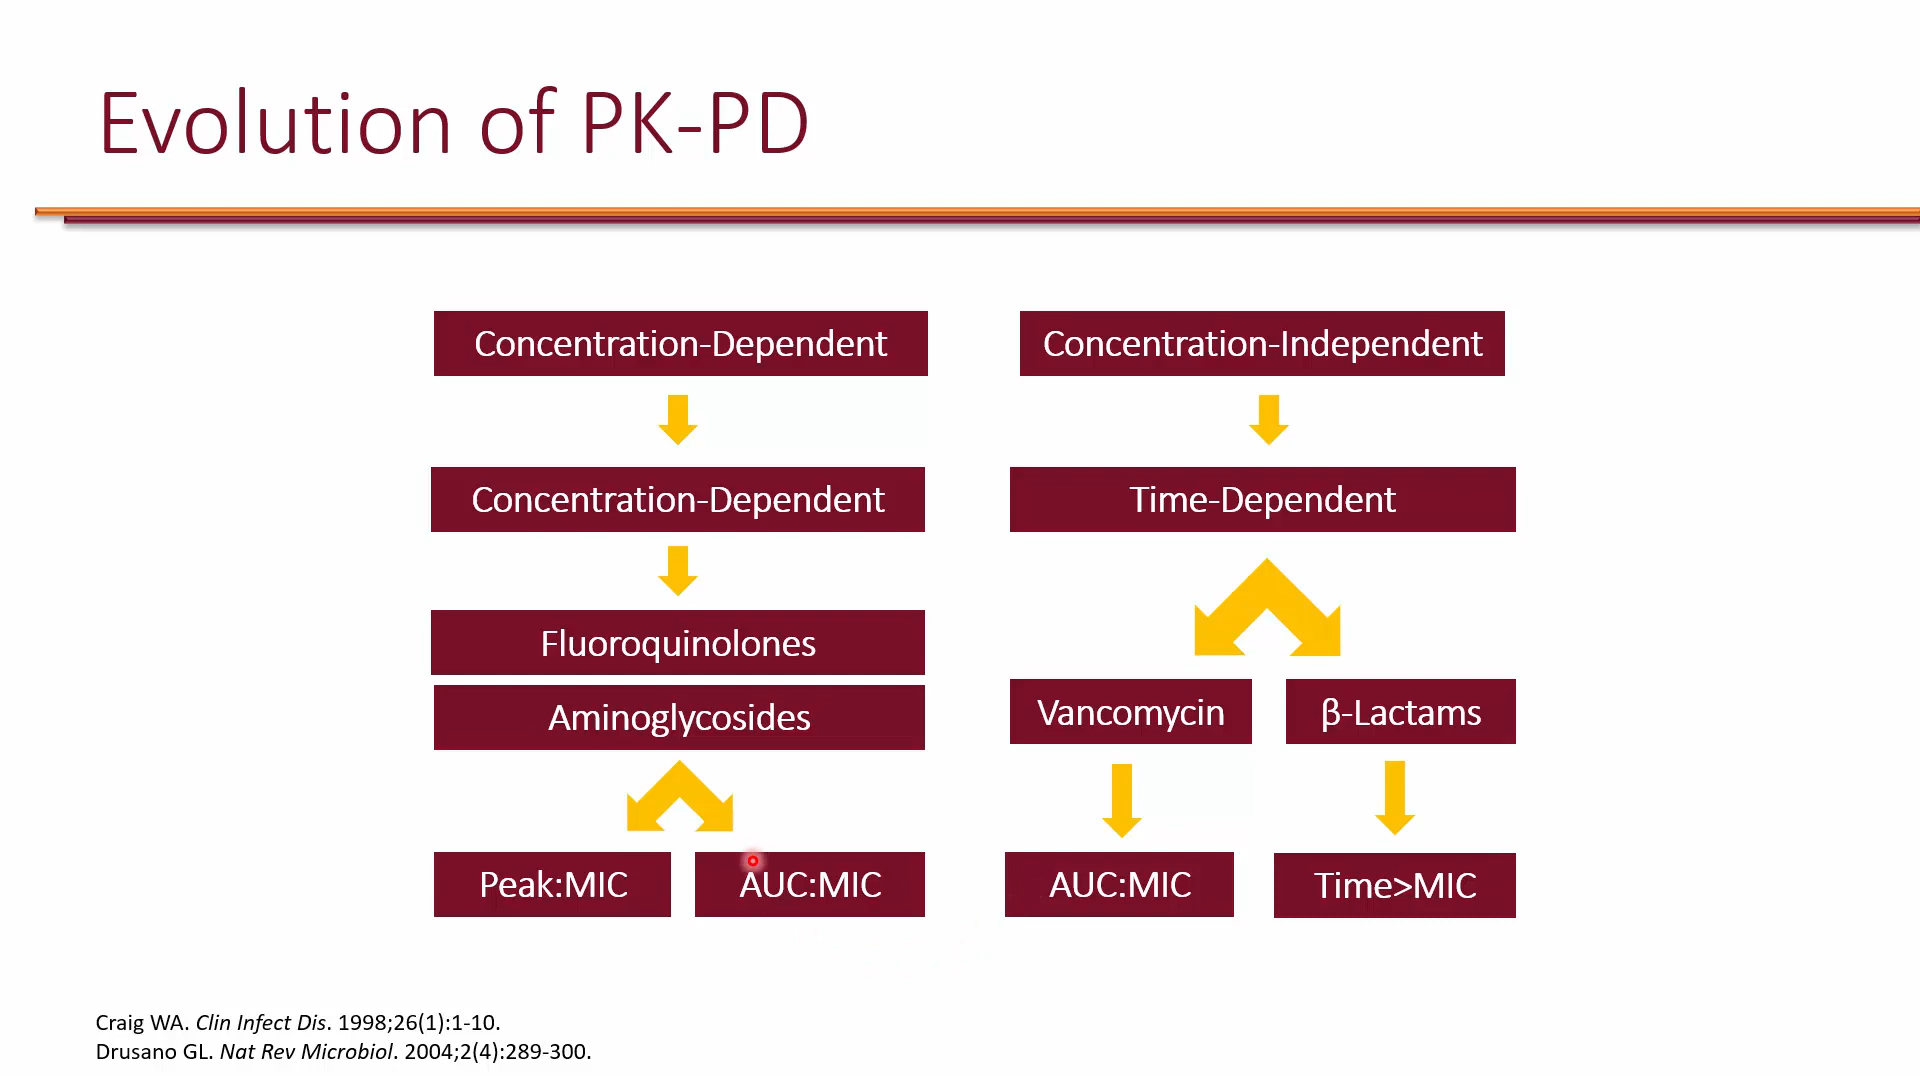 Evolution of PK-PD
Concentration-Dependent
Concentration-Independent
Concentration-Dependent
Time-Dependent
Fluoroquinolones
Aminoglycosides
Vancomycin
β-Lactams
Peak:MIC
AUC:MIC
AUC:MIC
Time>MIC
Craig WA. Clin Infect Dis. 1998;26(1):1-10.
Drusano GL. Nat Rev Microbiol. 2004;2(4):289-300.